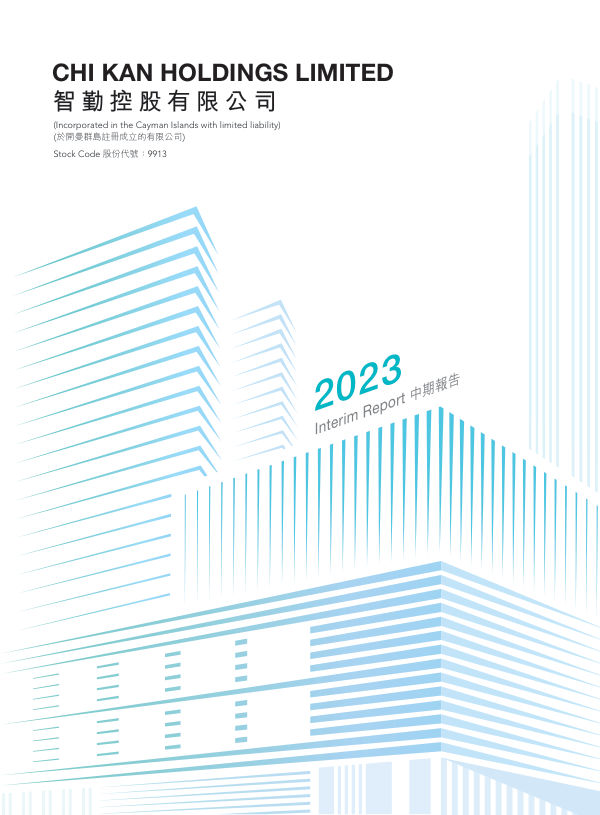 CHI KAN HOLDINGS LIMITED
智勤控股有限公司
(Incorporated in the Cayman Islands with limited liability)
(於開曼群島註冊成立的有限公司)
Stock Code 股份代號：9913
2023
Interim Report 中期報告